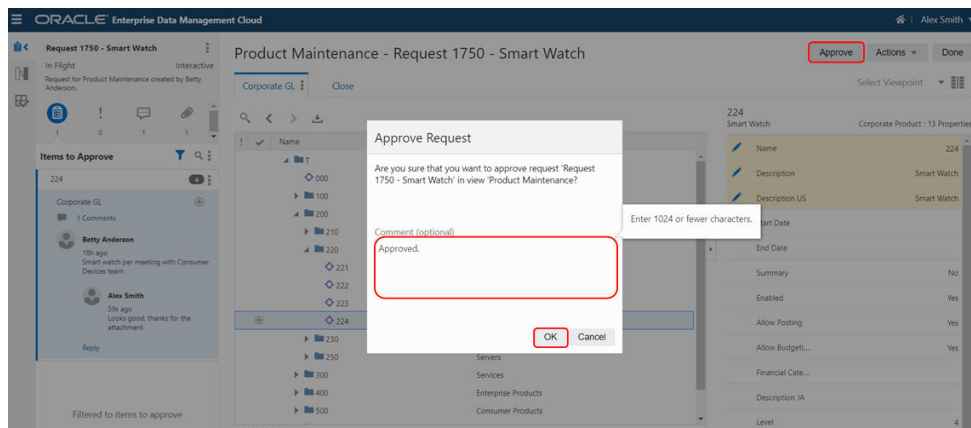 ORACLE Enterprise Data Management Cloud
Alex Smith
Request 1750 - Smart Watch
In Flight Interactive
Request for Product Maintenance created by Betty
Anderson.
1 0 1 1
Items to Approve
224 4
Corporate GL
1 Comments
Betty Anderson
18h ago
Smart watch per meeting with Consumer
Devices team
Alex Smith
59s ago
Looks good, thanks for the
attachment.
Reply
Filtered to items to approve
Product Maintenance - Request 1750 - Smart Watch
Approve Actions Done
Corporate GL Close
Select Viewpoint
! Name
T
000
100
200
210
220
221
222
223
224
230
250 Servers
300 Services
400 Enterprise Products
500 Consumer Products
Approve Request
Are you sure that you want to approve request 'Request
1750 - Smart Watch' in view 'Product Maintenance?
Comment (optional)
Approved.
Enter 1024 or fewer characters.
OK Cancel
224
Smart Watch Corporate Product : 13 Properties
Name 224
Description Smart Watch
Description US Smart Watch
Start Date
End Date
Summary No
Enabled Yes
Allow Posting Yes
Allow Budgeti... Yes
Financial Cate...
Description JA
Level 4